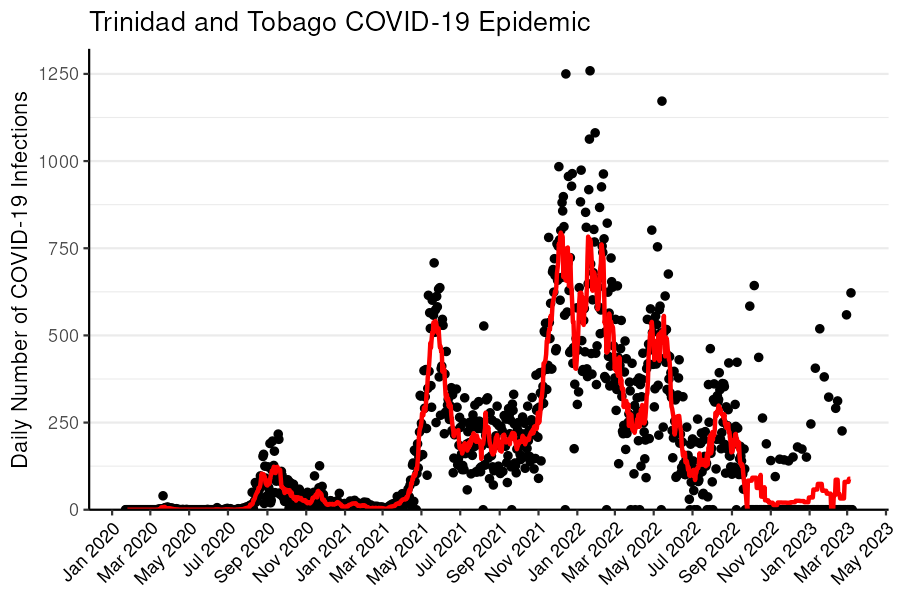 Trinidad and Tobago COVID-19 Epidemic
Daily Number of COVID-19 Infections
1250
1000
750
500
250
0
Jan 2020
Mar 2020
May 2020
Jul 2020
Sep 2020
Nov 2020
Jan 2021
Mar 2021
May 2021
Jul 2021
Sep 2021
Nov 2021
Jan 2022
Mar 2022
May 2022
Jul 2022
Sep 2022
Nov 2022
Jan 2023
Mar 2023
May 2023